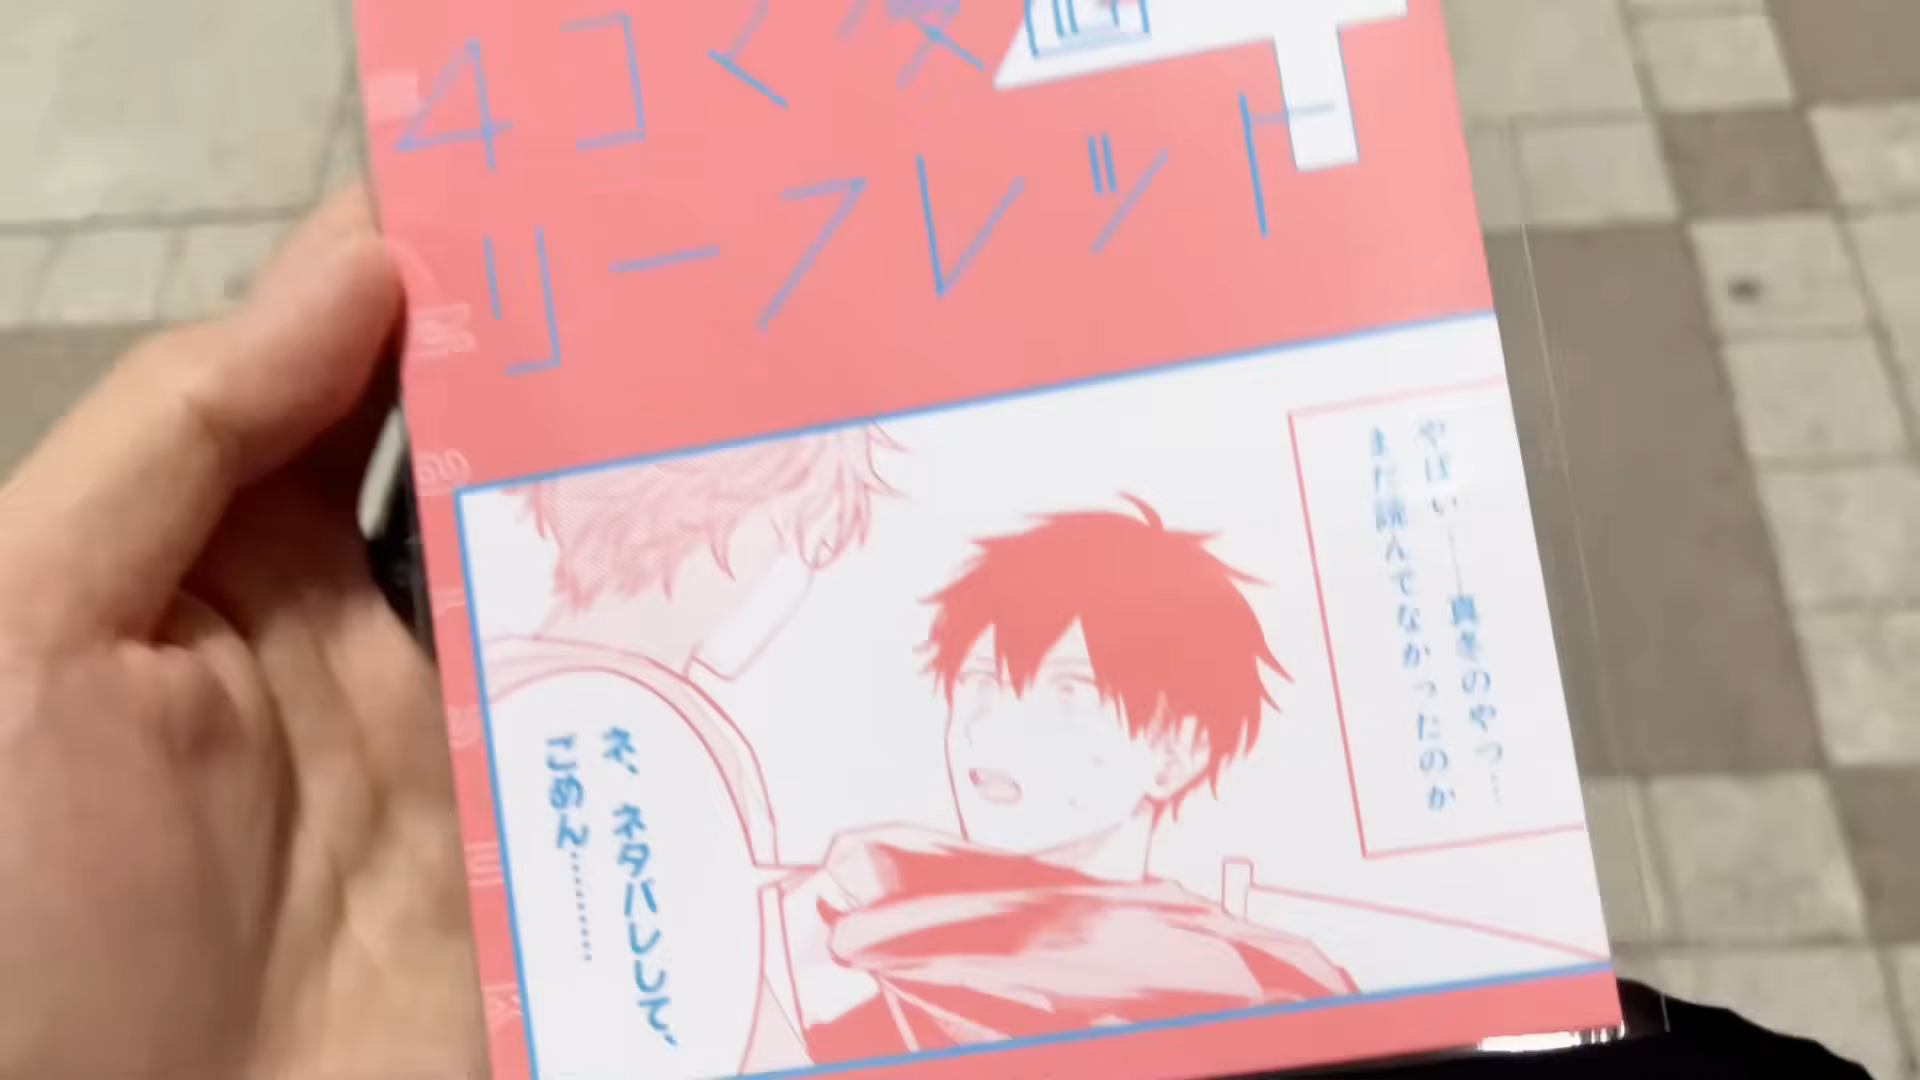 4コマ漫画
リーフレット
やばい──真冬のやつ…
まだ読んでなかったのか
ネ、ネタバレして
ごめん………